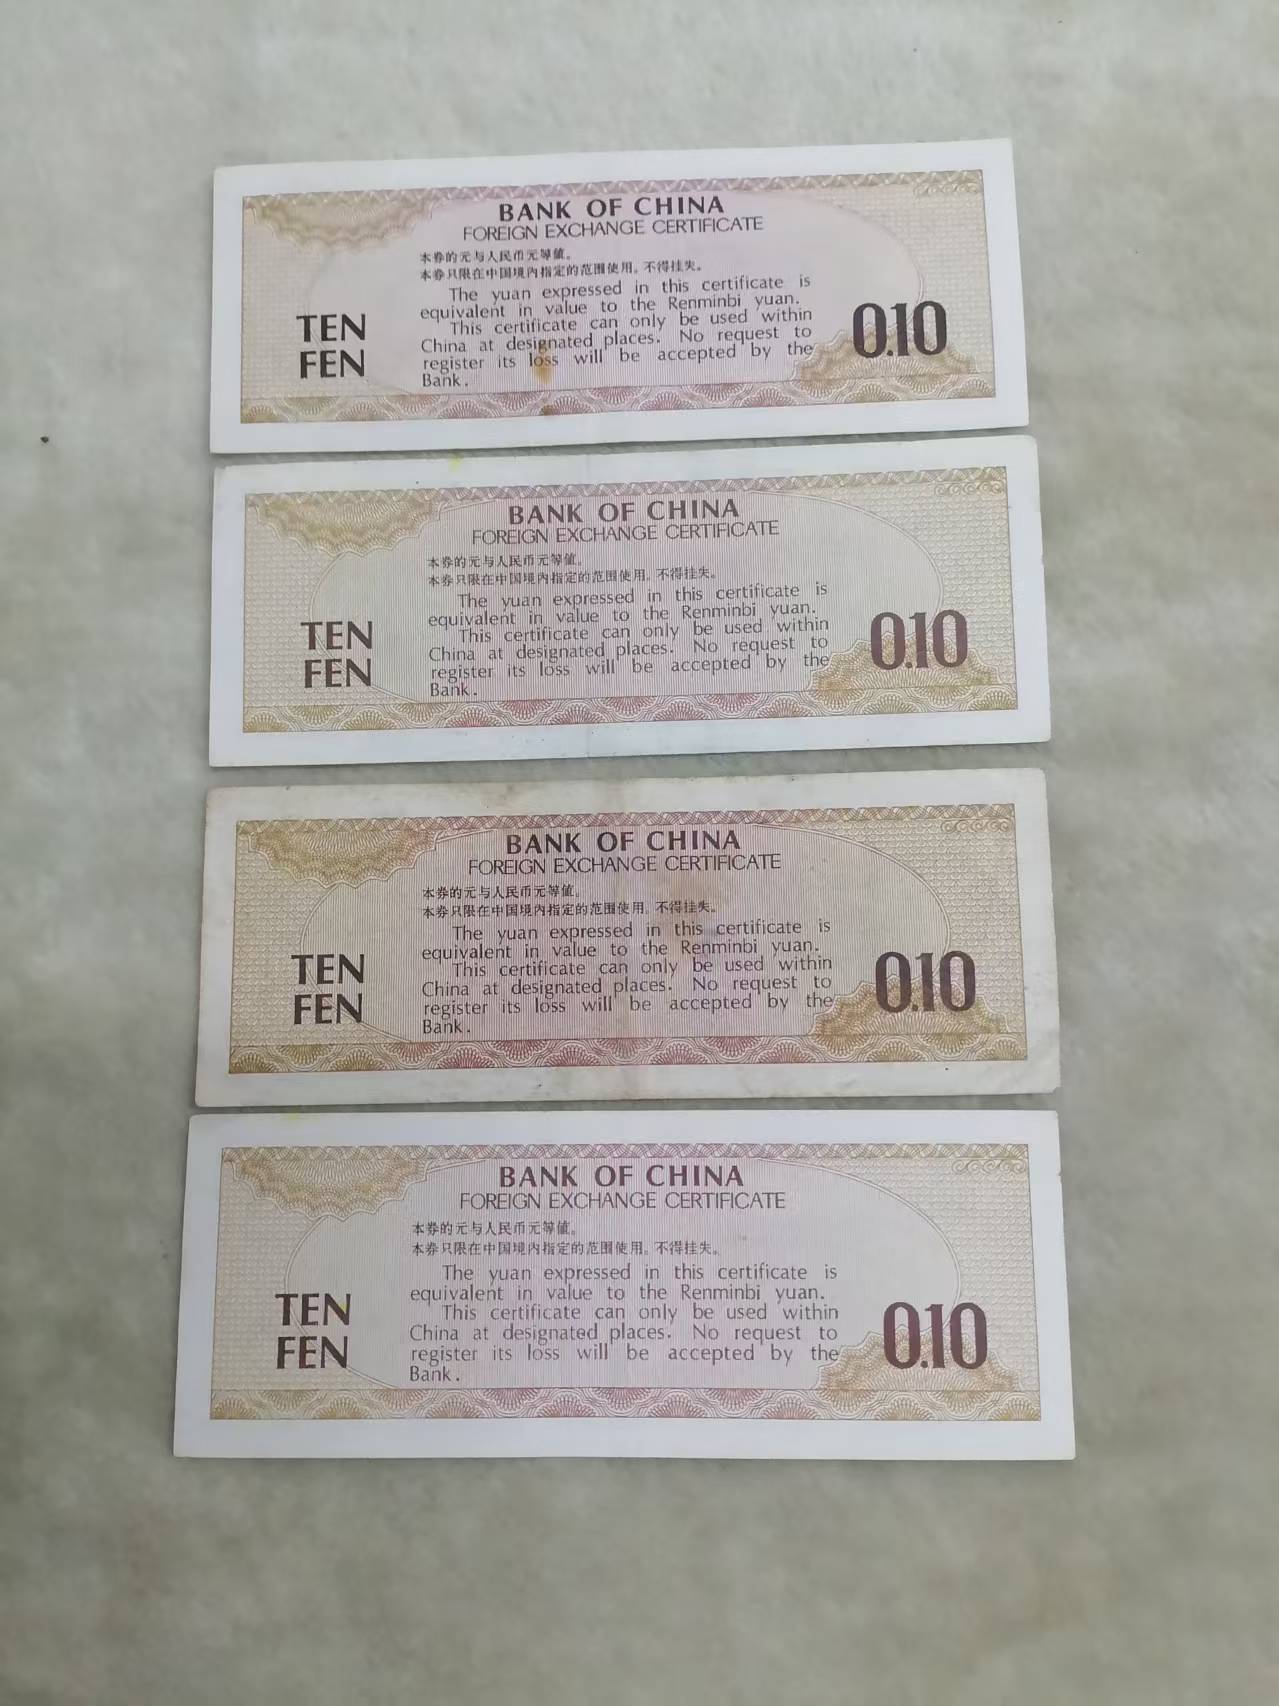 BANK OF CHINA
FOREIGN EXCHANGE CERTIFICATE
本券的元与人民币元等值。
本券只限在中国境内指定的范围使用。不得挂失。
The yuan expressed in this certificate is
equivalent in value to the Renminbi yuan.
This certificate can only be used within
China at designated places. No request to
register its loss will be accepted by the
Bank.
TEN
FEN
0.10
BANK OF CHINA
FOREIGN EXCHANGE CERTIFICATE
本券的元与人民币元等值。
本券只限在中国境内指定的范围使用。不得挂失。
The yuan expressed in this certificate is
equivalent in value to the Renminbi yuan.
This certificate can only be used within
China at designated places. No request to
register its loss will be accepted by the
Bank.
TEN
FEN
0.10
BANK OF CHINA
FOREIGN EXCHANGE CERTIFICATE
本券的元与人民币元等值。
本券只限在中国境内指定的范围使用。不得挂失。
The yuan expressed in this certificate is
equivalent in value to the Renminbi yuan.
This certificate can only be used within
China at designated places. No request to
register its loss will be accepted by the
Bank.
TEN
FEN
0.10
BANK OF CHINA
FOREIGN EXCHANGE CERTIFICATE
本券的元与人民币元等值。
本券只限在中国境内指定的范围使用。不得挂失。
The yuan expressed in this certificate is
equivalent in value to the Renminbi yuan.
This certificate can only be used within
China at designated places. No request to
register its loss will be accepted by the
Bank.
TEN
FEN
0.10